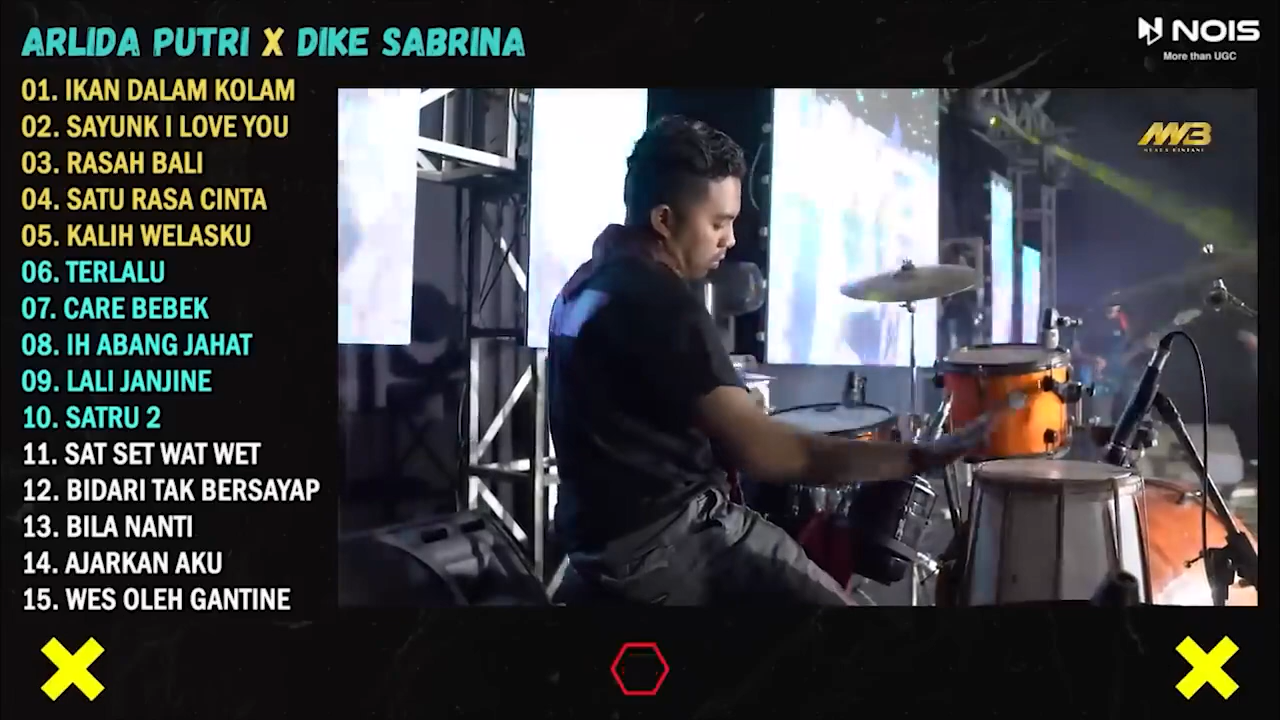 ARLIDA PUTRI X DIKE SABRINA
NOIS
More than UGC
01. IKAN DALAM KOLAM
02. SAYUNK I LOVE YOU
03. RASAH BALI
04. SATU RASA CINTA
05. KALIH WELASKU
06. TERLALU
07. CARE BEBEK
08. IH ABANG JAHAT
09. LALI JANJINE
10. SATRU 2
11. SAT SET WAT WET
12. BIDARI TAK BERSAYAP
13. BILA NANTI
14. AJARKAN AKU
15. WES OLEH GANTINE